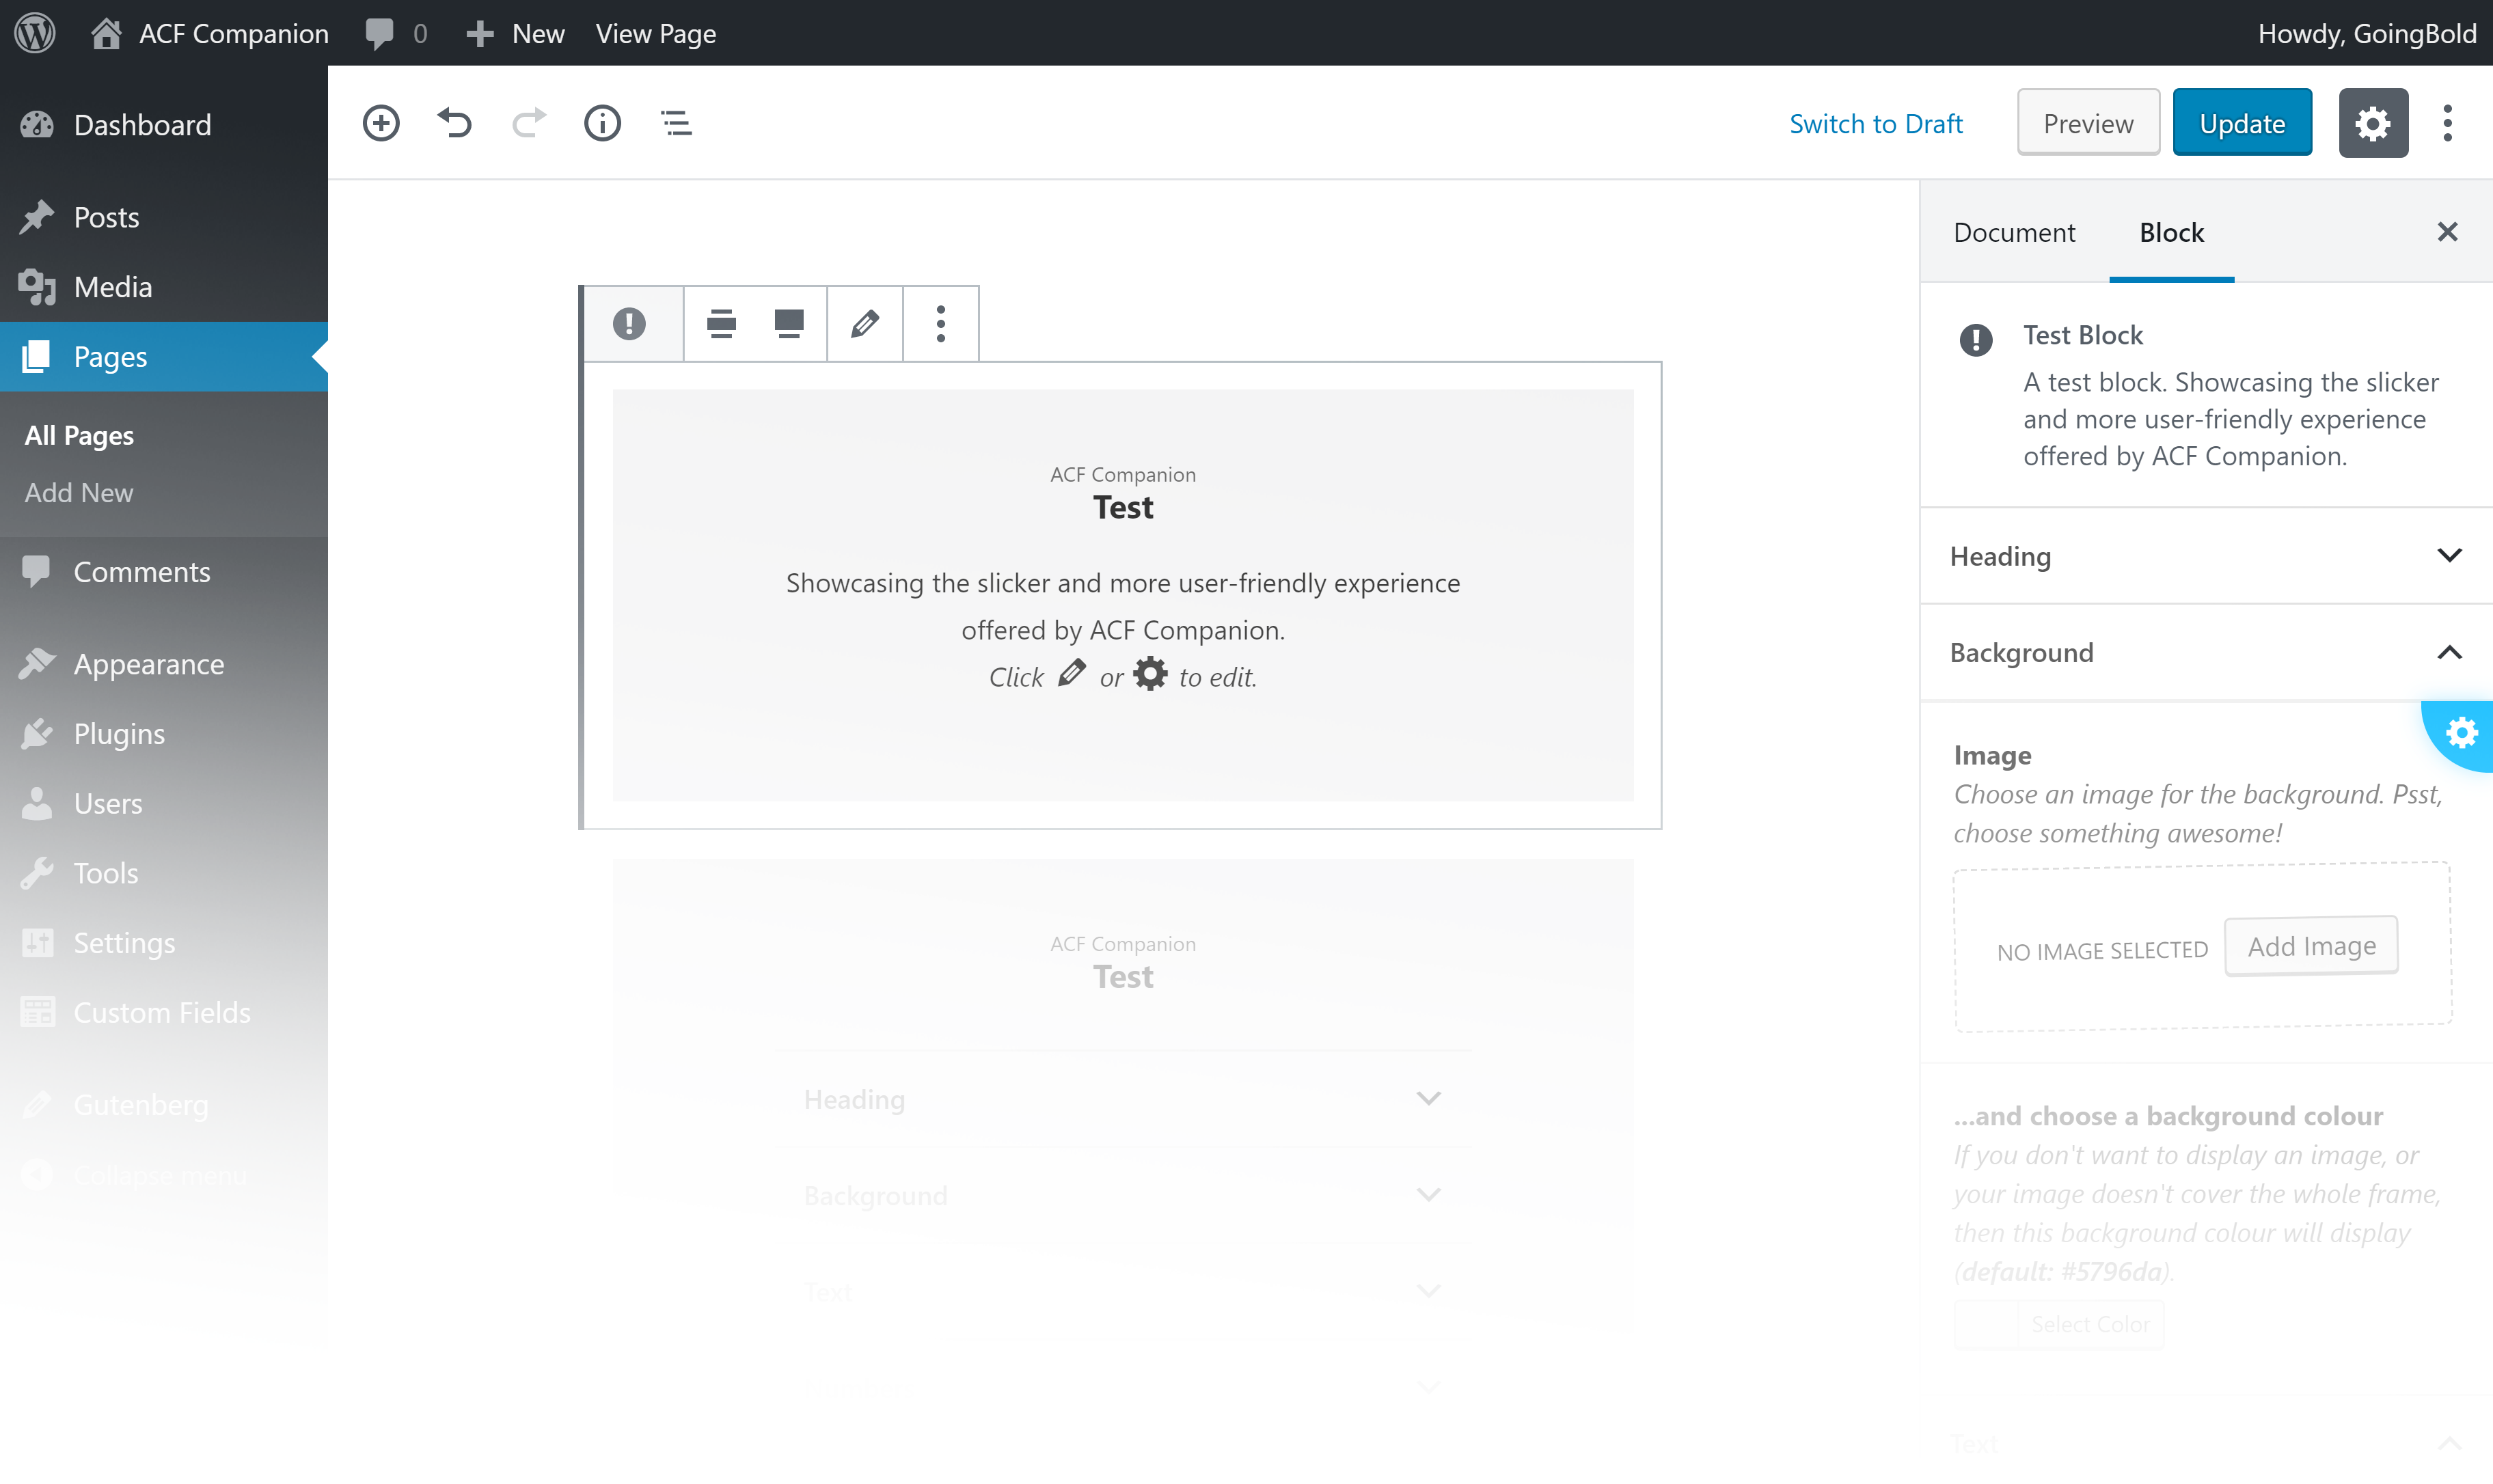 ACF Companion
0
New
View Page
Howdy, GoingBold
Dashboard
Posts
Media
Pages
All Pages
Add New
Comments
Appearance
Plugins
Users
Tools
Settings
Custom Fields
Gutenberg
Collapse menu
Switch to Draft
Preview
Update
ACF Companion
Test
Showcasing the slicker and more user-friendly experience
offered by ACF Companion.
Click or to edit.
ACF Companion
Test
Heading
Background
Text
Document
Block
Test Block
A test block. Showcasing the slicker
and more user-friendly experience
offered by ACF Companion.
Heading
Background
Image
Choose an image for the background. Psst,
choose something awesome!
NO IMAGE SELECTED
Add Image
...and choose a background colour
If you don't want to display an image, or
your image doesn't cover the whole frame,
then this background colour will display
(default: #5796da).
Select Color
Text